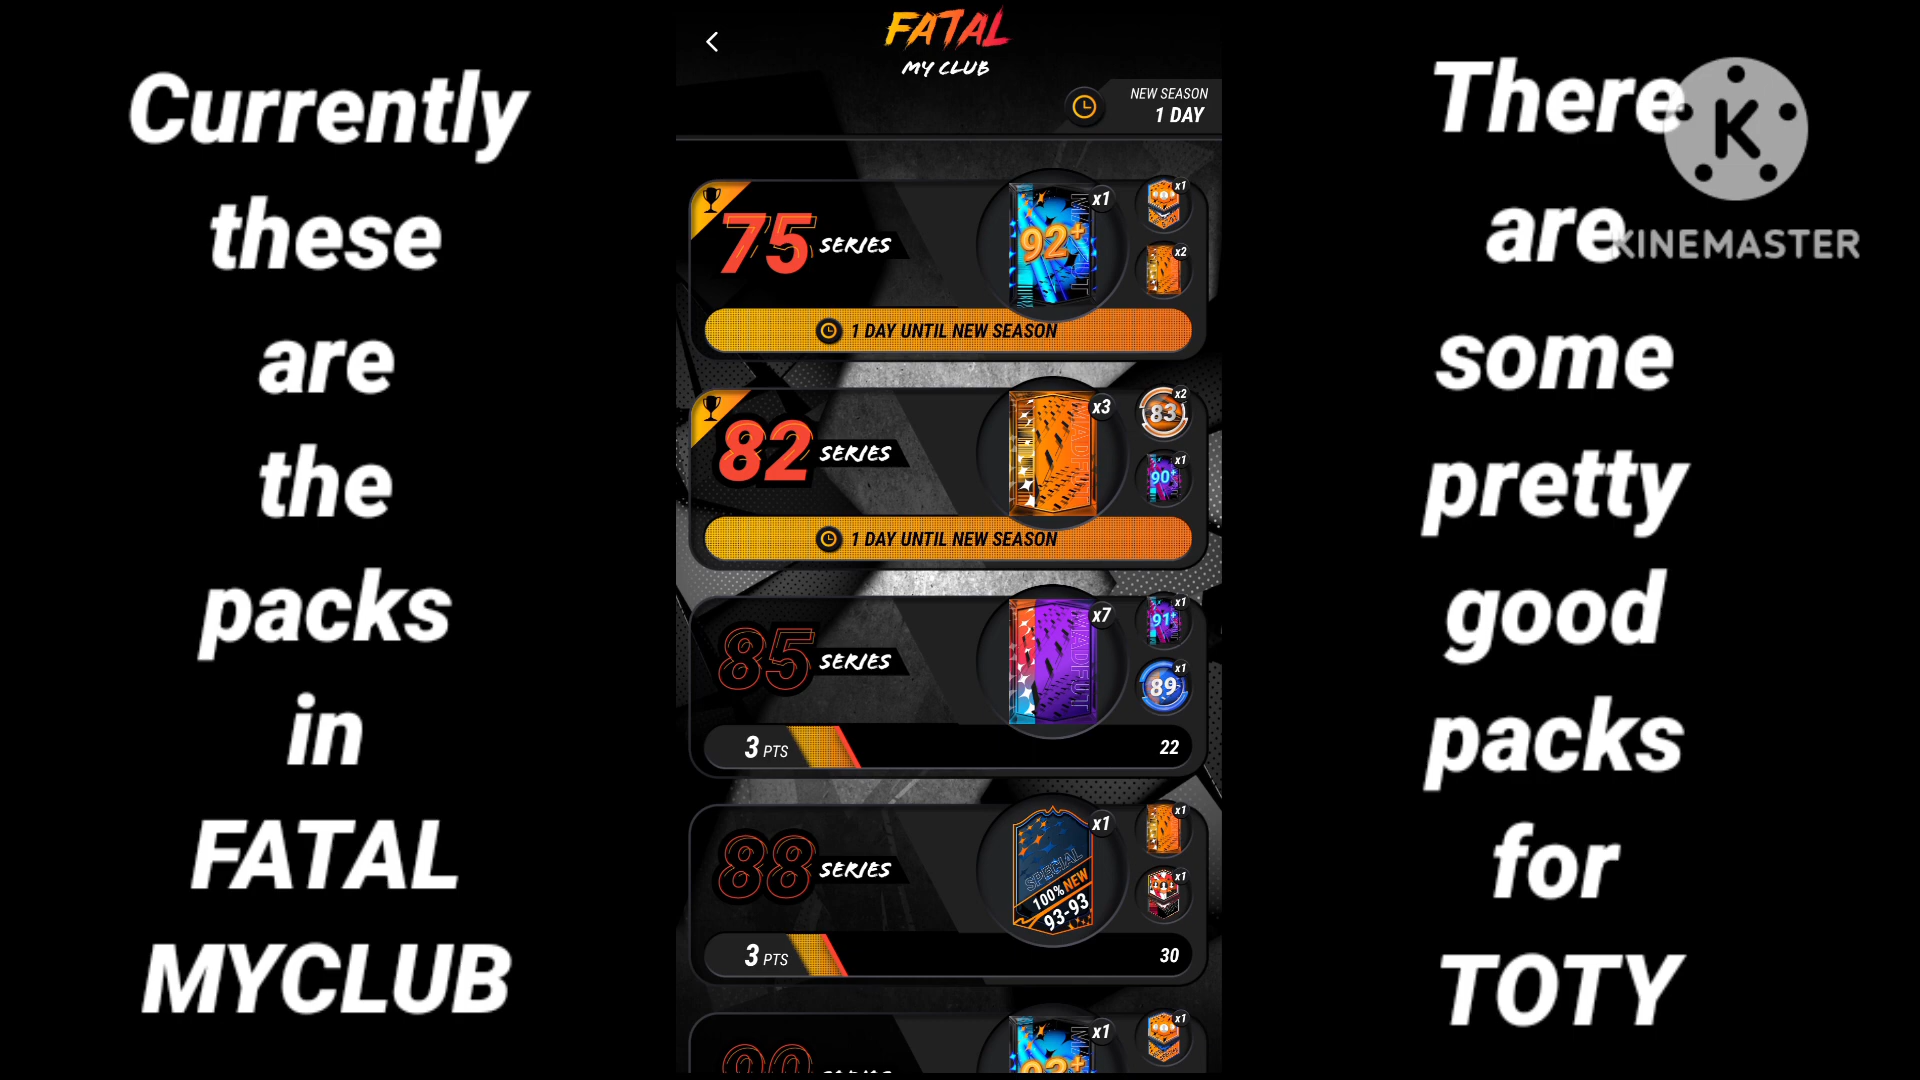 Currently
these
are
the
packs
in
FATAL
MYCLUB
FATAL
MY CLUB
NEW SEASON
1 DAY
75 SERIES
92+
MADFUT
x1
x1
x2
1 DAY UNTIL NEW SEASON
82 SERIES
MADFUT
x3
x2
83
x1
90+
1 DAY UNTIL NEW SEASON
85 SERIES
MADFUT
x7
x1
91+
x1
89
3 PTS
22
88 SERIES
SPECIAL
100% NEW
93-93
x1
x1
x1
3 PTS
30
x1
x1
There
are
some
pretty
good
packs
for
TOTY
K
KINEMASTER